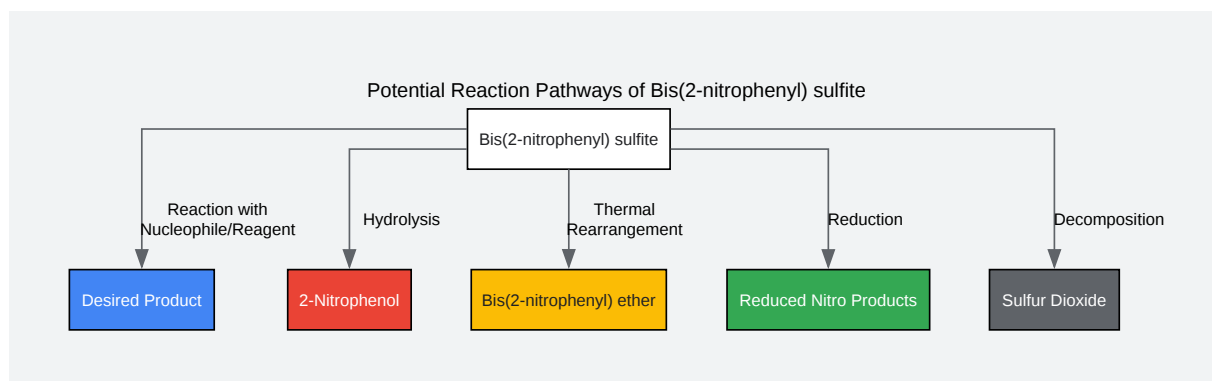 Potential Reaction Pathways of Bis(2-nitrophenyl) sulfite
Bis(2-nitrophenyl) sulfite
Reaction with
Nucleophile/Reagent
Hydrolysis
Thermal
Rearrangement
Reduction
Decomposition
Desired Product
2-Nitrophenol
Bis(2-nitrophenyl) ether
Reduced Nitro Products
Sulfur Dioxide